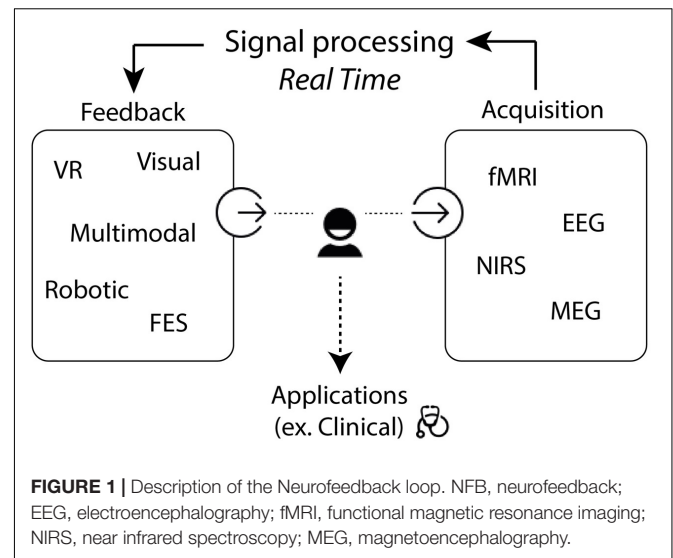 Signal processing
Real Time
Feedback
Acquisition
VR
Visual
Multimodal
Robotic
FES
fMRI
EEG
NIRS
MEG
Applications
(ex. Clinical)
FIGURE 1 | Description of the Neurofeedback loop. NFB, neurofeedback;
EEG, electroencephalography; fMRI, functional magnetic resonance imaging;
NIRS, near infrared spectroscopy; MEG, magnetoencephalography.